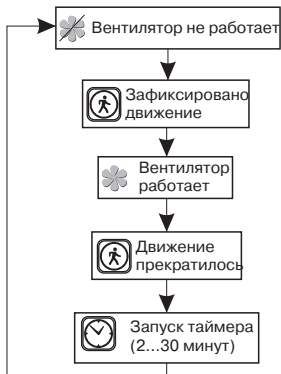 Вентилятор не работает
Зафиксировано
движение
Вентилятор
работает
Движение
прекратилось
Запуск таймера
(2...30 минут)